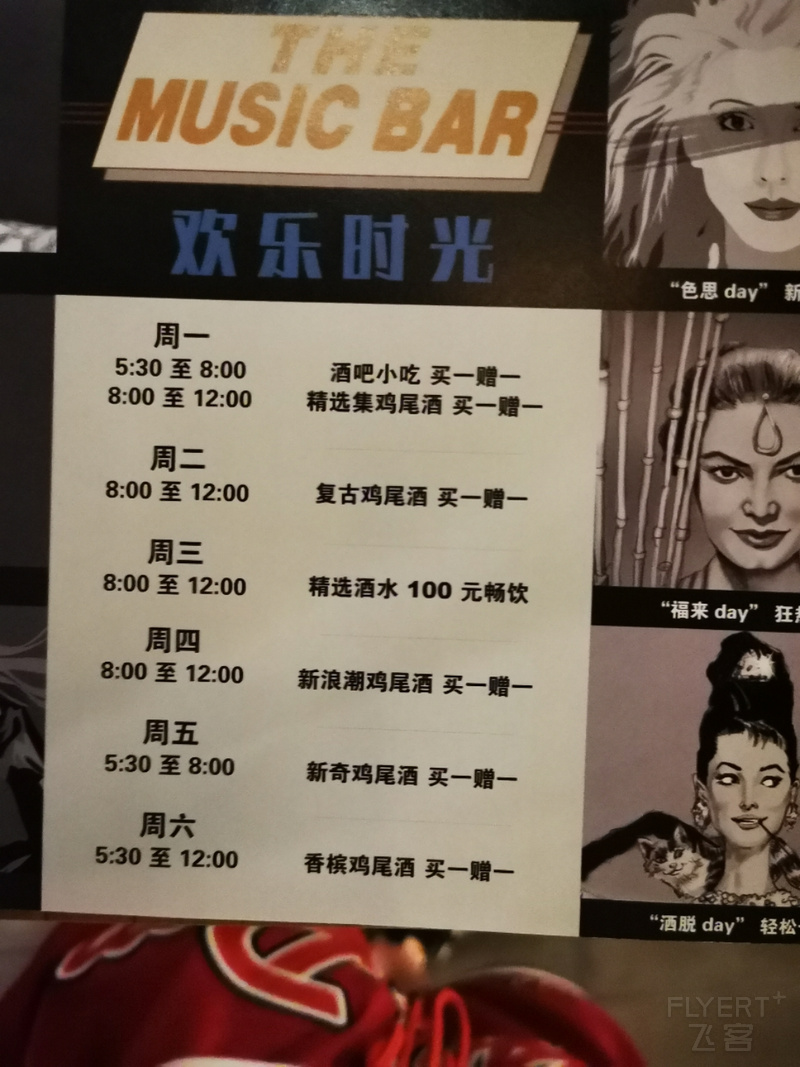 THE
MUSIC BAR
欢乐时光
周一
5:30 至 8:00 酒吧小吃 买一赠一
8:00 至 12:00 精选集鸡尾酒 买一赠一
周二
8:00 至 12:00 复古鸡尾酒 买一赠一
周三
8:00 至 12:00 精选酒水 100 元畅饮
周四
8:00 至 12:00 新浪潮鸡尾酒 买一赠一
周五
5:30 至 8:00 新奇鸡尾酒 买一赠一
周六
5:30 至 12:00 香槟鸡尾酒 买一赠一
“色思 day” 新
“福来 day” 狂热
“洒脱 day” 轻松
FLYERT+
飞客